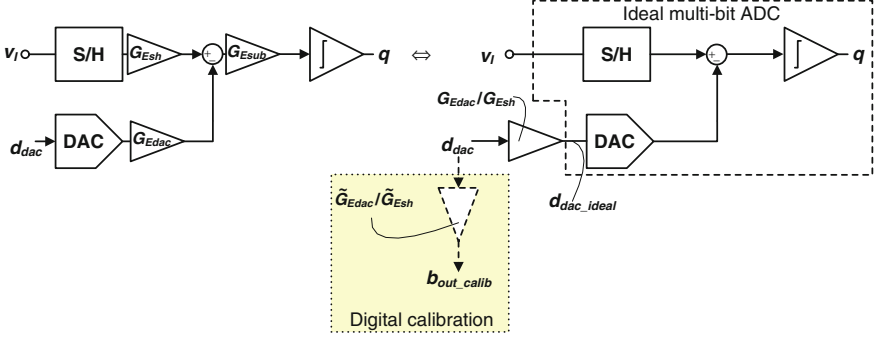 Ideal multi-bit ADC
v_I S/H G_Esh + − G_Esub q ⇔ v_I S/H + − q
G_Edac/G_Esh
d_dac DAC G_Edac d_dac DAC
G̃_Edac/G̃_Esh d_dac_ideal
b_out_calib
Digital calibration